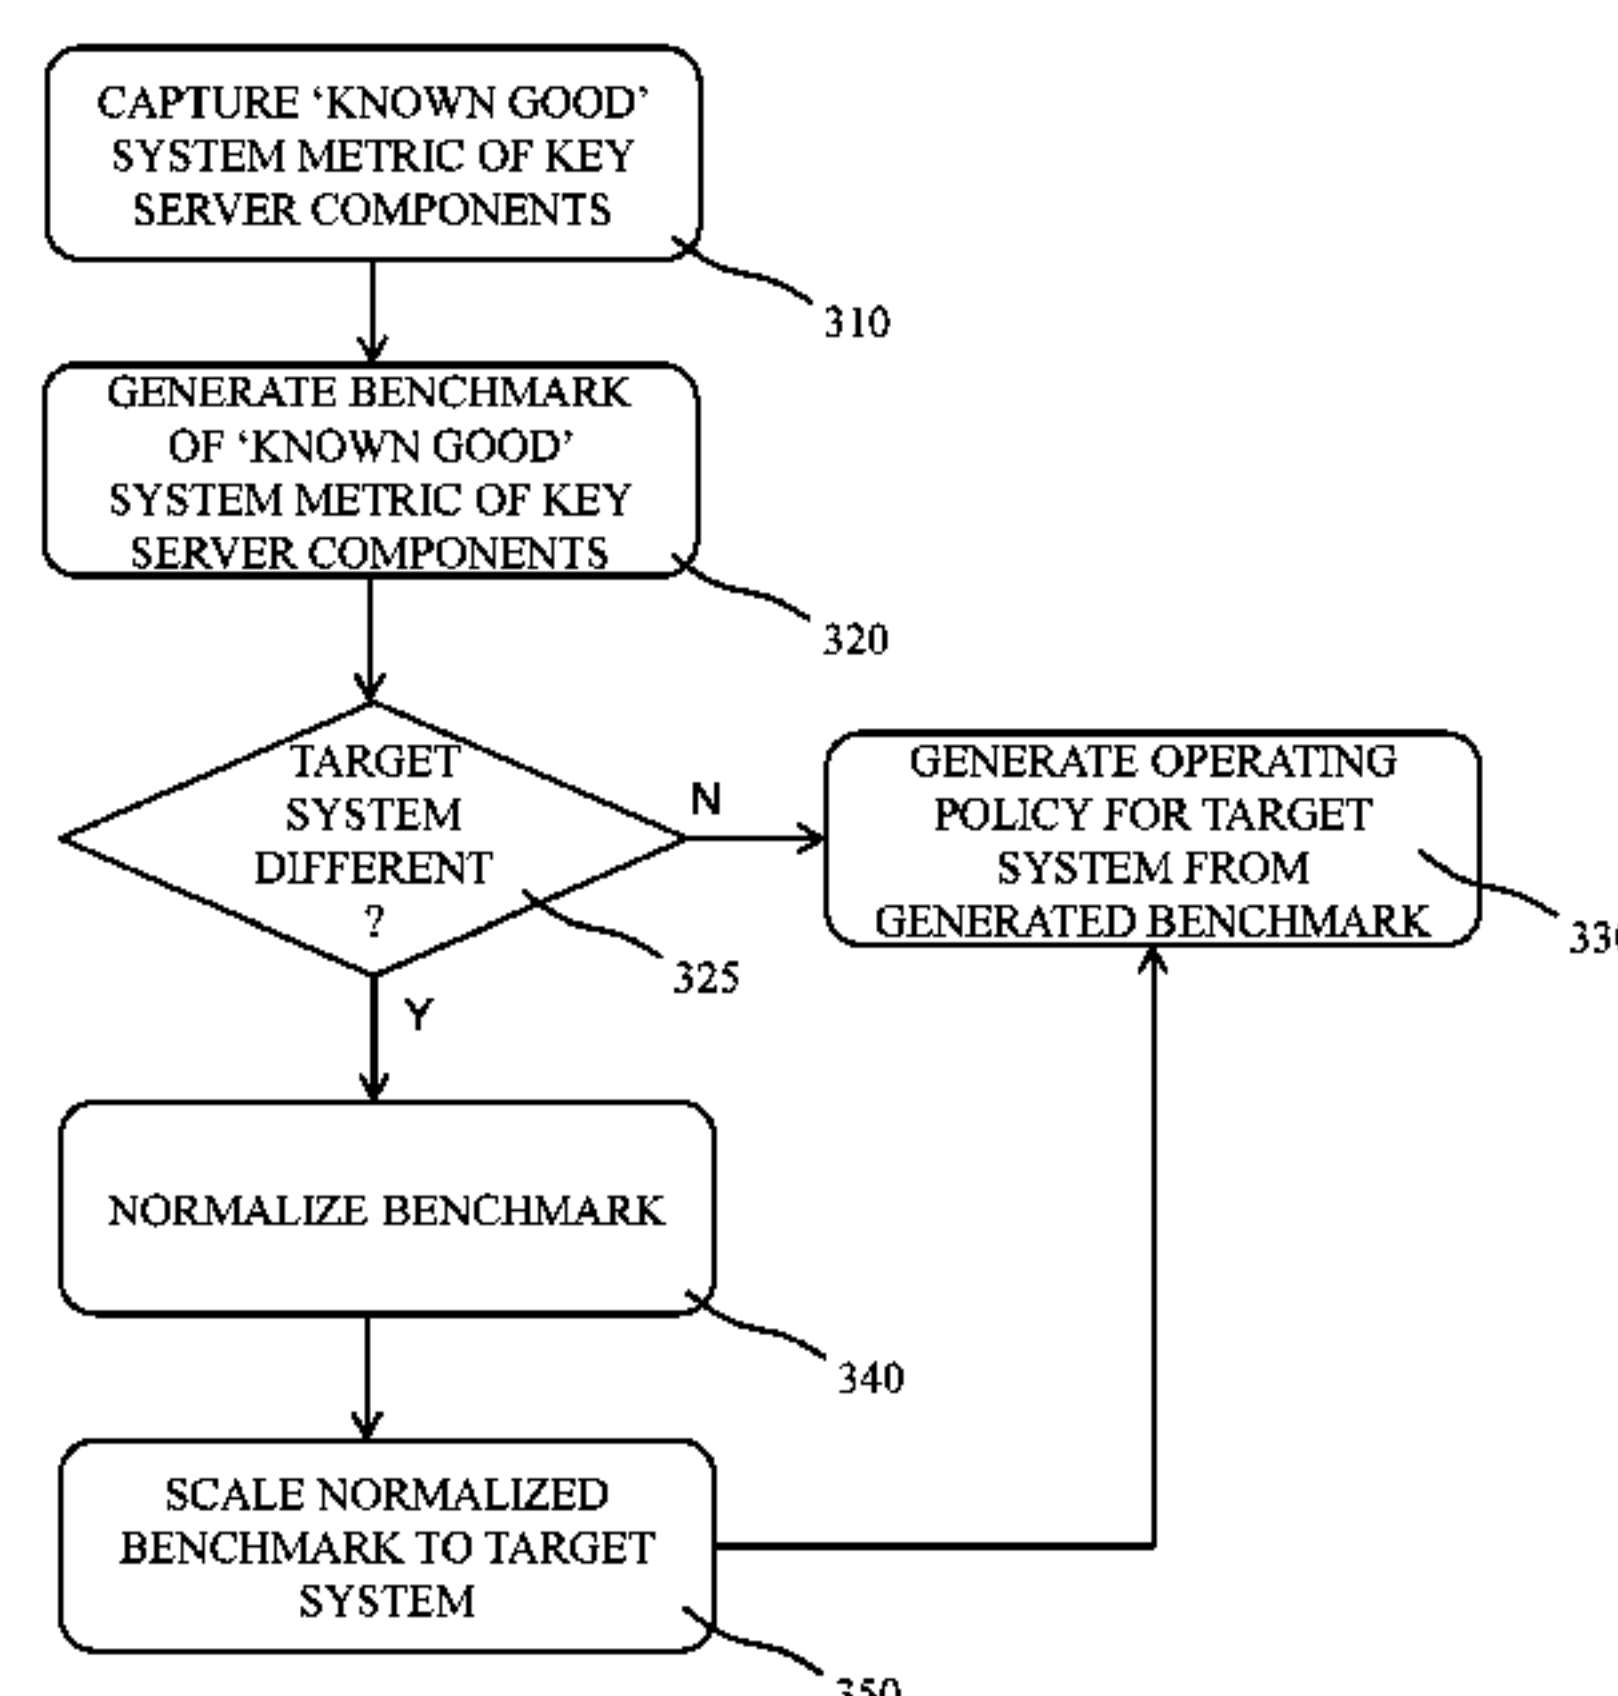 CAPTURE ‘KNOWN GOOD’
SYSTEM METRIC OF KEY
SERVER COMPONENTS
310
GENERATE BENCHMARK
OF ‘KNOWN GOOD’
SYSTEM METRIC OF KEY
SERVER COMPONENTS
320
TARGET
SYSTEM
DIFFERENT
?
325
N
GENERATE OPERATING
POLICY FOR TARGET
SYSTEM FROM
GENERATED BENCHMARK
330
Y
NORMALIZE BENCHMARK
340
SCALE NORMALIZED
BENCHMARK TO TARGET
SYSTEM
350